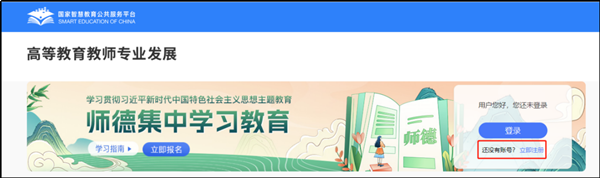 国家智慧教育公共服务平台
SMART EDUCATION OF CHINA
高等教育教师专业发展
学习贯彻习近平新时代中国特色社会主义思想主题教育
师德集中学习教育
学习指南
立即报名
师德
用户您好，您还未登录
登录
还没有账号？ 立即注册